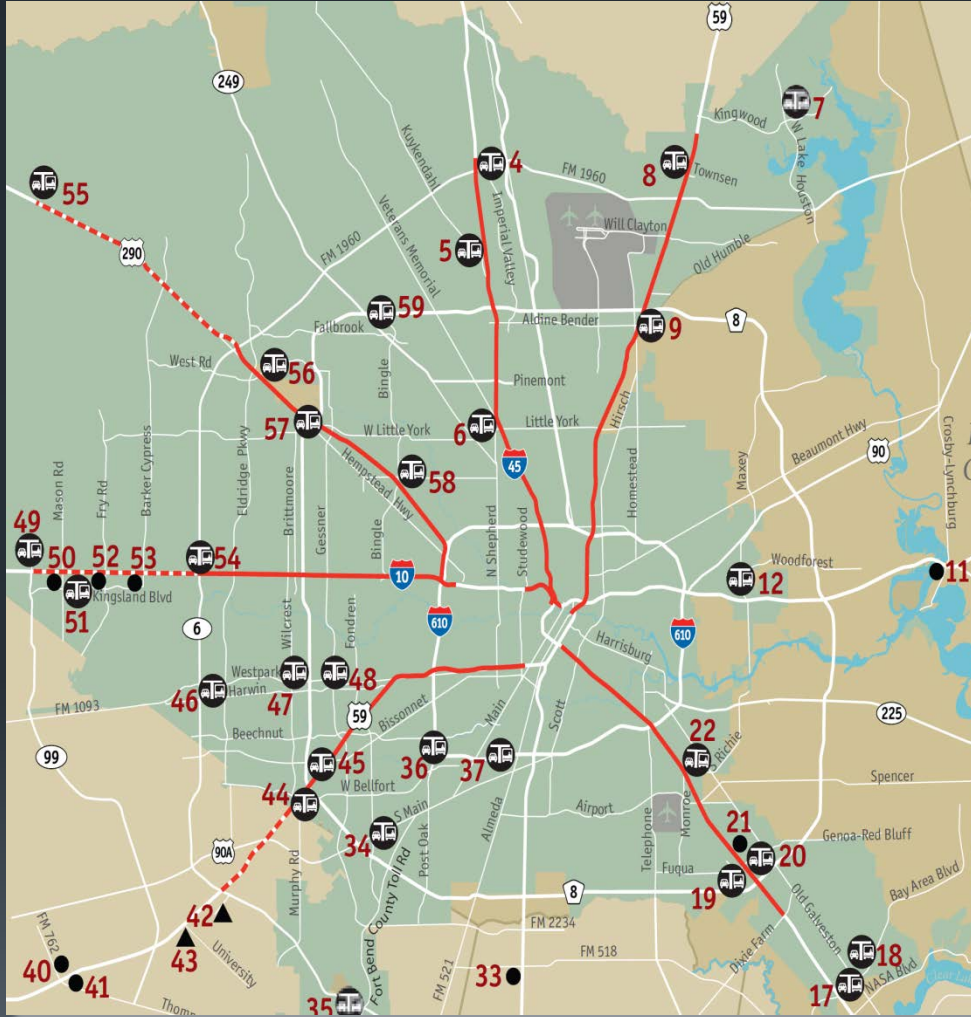 59
249
7
Kingwood
W Lake Houston
Kuykendahl
4
8
Townsen
FM 1960
55
Imperial Valley
Veterans Memorial
Will Clayton
290
FM 1960
5
Old Humble
59
Fallbrook
Aldine Bender
9
8
West Rd
56
Bingle
Pinemont
Hirsch
57
W Little York
6
Little York
Beaumont Hwy
90
Hempstead Hwy
58
45
Homestead
Maxey
Crosby-Lynchburg
Mason Rd
Fry Rd
Barker Cypress
Eldridge Pkwy
Brittmoore
Gessner
Bingle
N Shepherd
Studewood
49
50
52
53
54
10
Woodforest
11
12
Kingsland Blvd
51
6
Wilcrest
Fondren
610
Harrisburg
610
Westpark
Harwin
46
47
48
FM 1093
59
Bissonnet
Main
Scott
225
Beechnut
99
45
36
37
22
Richie
44
W Bellfort
Spencer
S Main
Airport
Almeda
Telephone
Monroe
21
Genoa-Red Bluff
90A
34
Post Oak
20
Fuqua
Bay Area Blvd
Murphy Rd
Fort Bend County Toll Rd
8
19
Old Galveston
42
FM 2234
FM 762
43
University
FM 521
FM 518
Dixie Farm
18
40
41
33
NASA Blvd
Clear
17
35